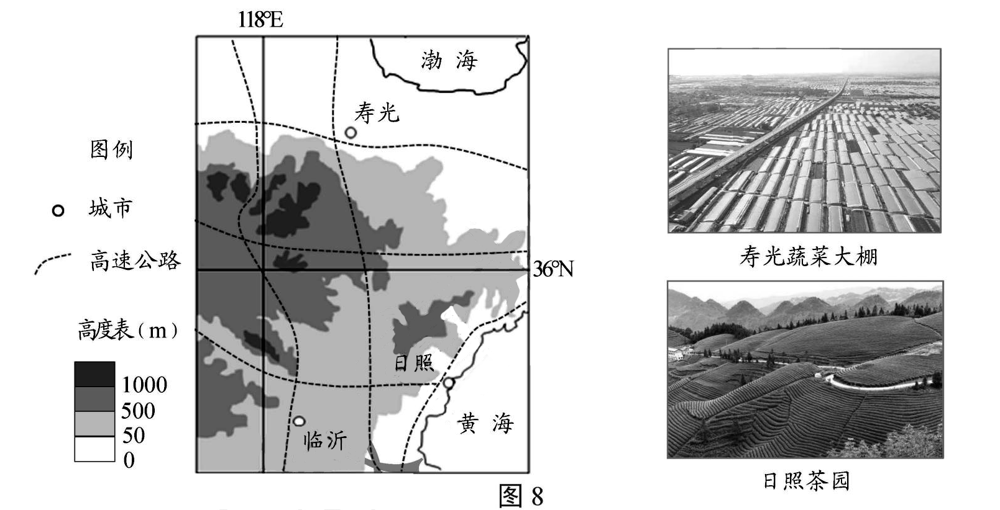 118°E
渤 海
寿光
图例
城市
高速公路
36°N
高度表(m)
1000
500
50
0
日照
黄 海
临沂
图 8
寿光蔬菜大棚
日照茶园